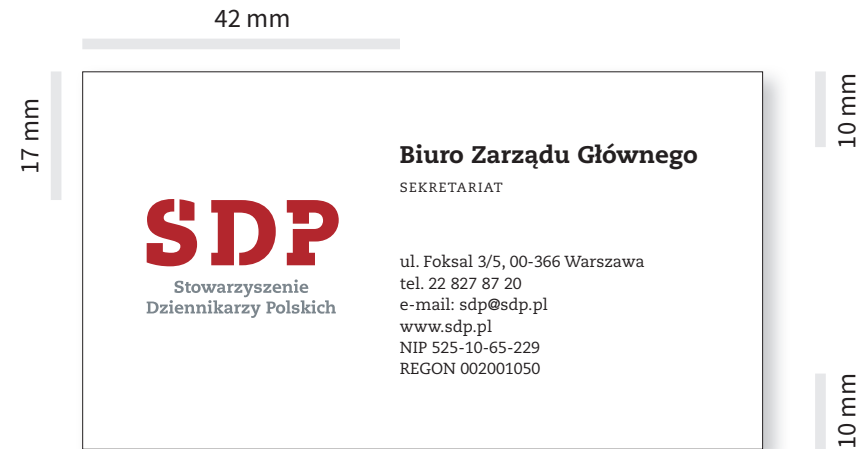 42 mm
17 mm
10 mm
Biuro Zarządu Głównego
SEKRETARIAT
SDP
Stowarzyszenie
Dziennikarzy Polskich
ul. Foksal 3/5, 00-366 Warszawa
tel. 22 827 87 20
e-mail: sdp@sdp.pl
www.sdp.pl
NIP 525-10-65-229
REGON 002001050
10 mm